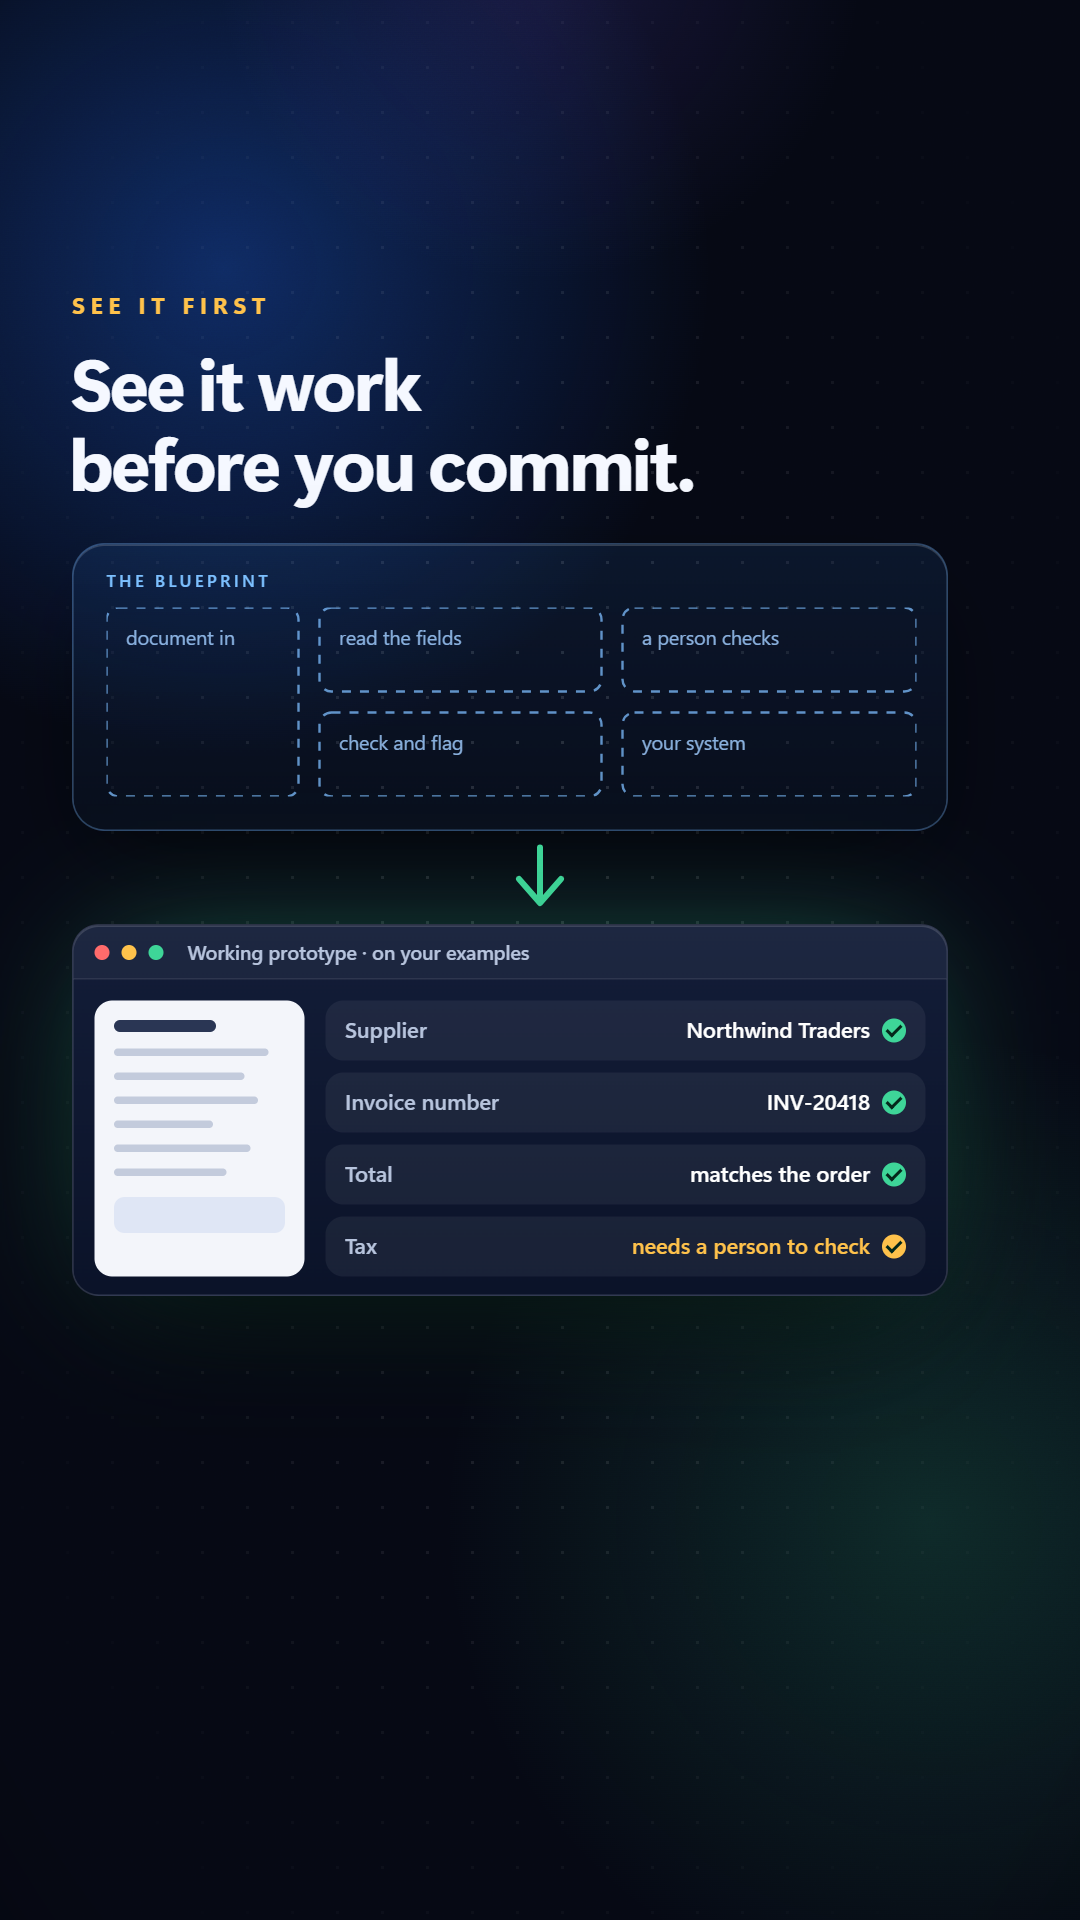 SEE IT FIRST
See it work
before you commit.
THE BLUEPRINT
document in
read the fields
a person checks
check and flag
your system
Working prototype · on your examples
Supplier
Northwind Traders
Invoice number
INV-20418
Total
matches the order
Tax
needs a person to check